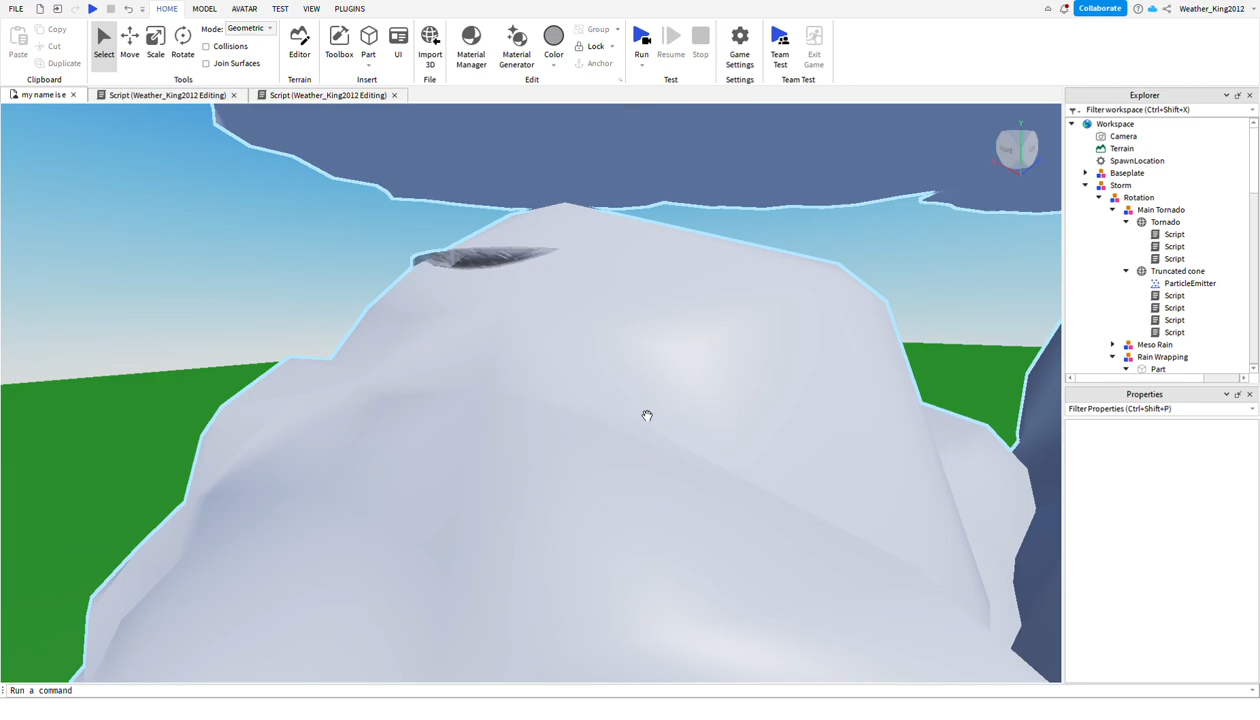 FILE HOME MODEL AVATAR TEST VIEW PLUGINS Collaborate Weather_King2012
Paste Copy Cut Duplicate Clipboard
Select Move Scale Rotate Mode: Geometric Collisions Join Surfaces Tools
Editor Terrain
Toolbox Part UI Insert
Import 3D File
Material Manager Material Generator Color Group Lock Anchor Edit
Run Resume Stop Test
Game Settings Settings
Team Test Exit Game Team Test
my name is e Script (Weather_King2012 Editing) Script (Weather_King2012 Editing)
Y
Explorer
Filter workspace (Ctrl+Shift+X)
Workspace
Camera
Terrain
SpawnLocation
Baseplate
Storm
Rotation
Main Tornado
Tornado
Script
Script
Script
Truncated cone
ParticleEmitter
Script
Script
Script
Script
Meso Rain
Rain Wrapping
Part
Properties
Filter Properties (Ctrl+Shift+P)
Run a command